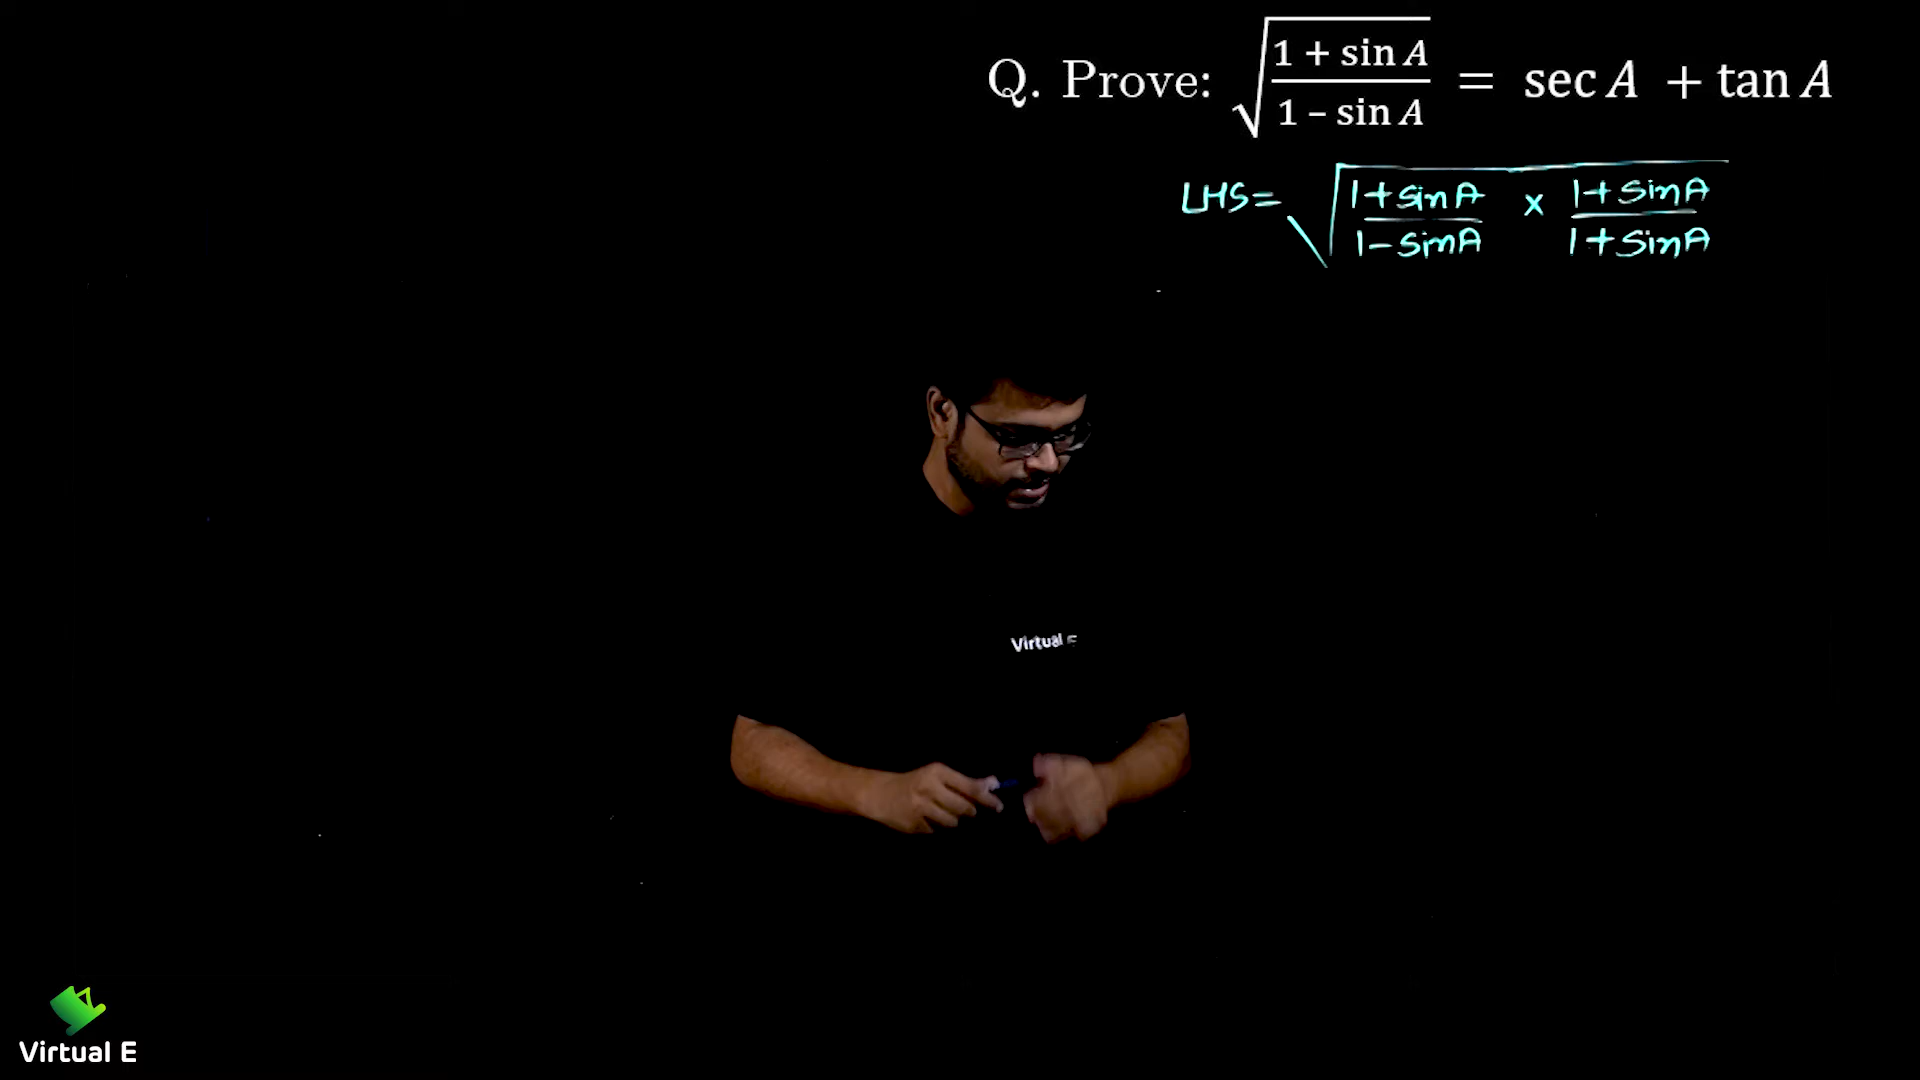 Q. Prove: √((1 + sin A)/(1 – sin A)) = sec A + tan A
LHS = √((1+sinA)/(1-sinA) × (1+sinA)/(1+sinA))
Virtual E
Virtual E